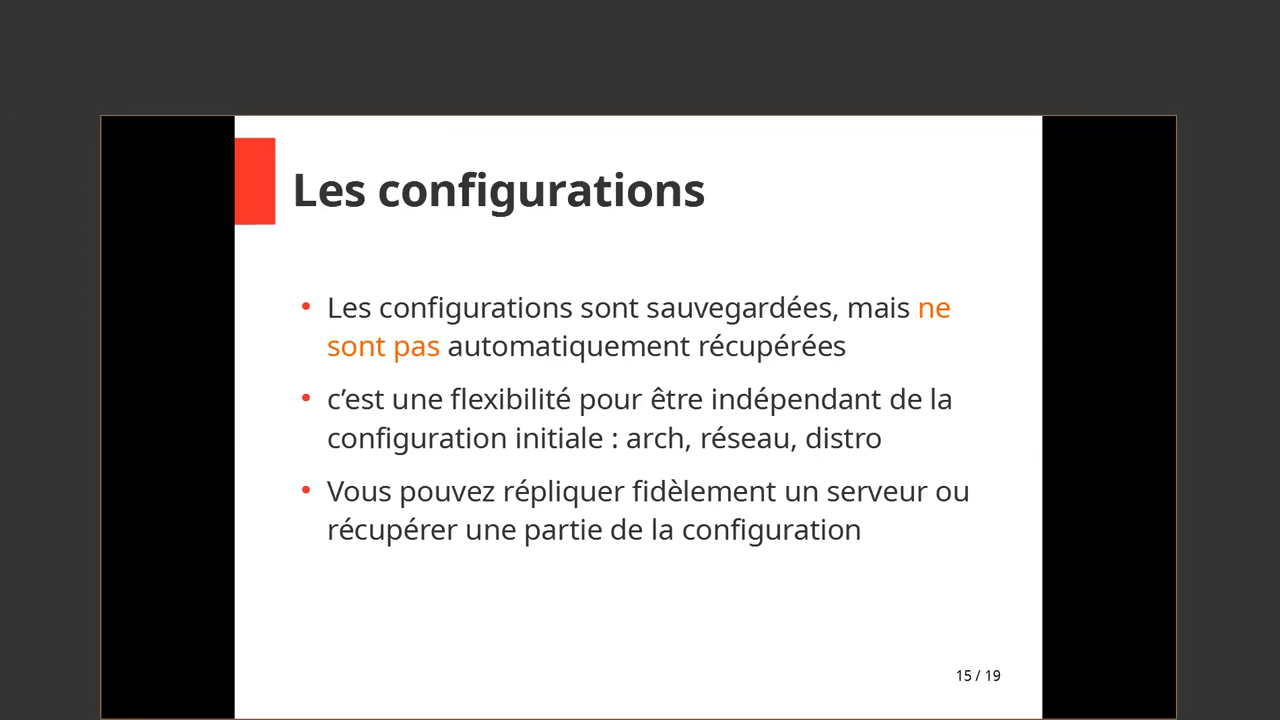 Les configurations
• Les configurations sont sauvegardées, mais ne
sont pas automatiquement récupérées
• c’est une flexibilité pour être indépendant de la
configuration initiale : arch, réseau, distro
• Vous pouvez répliquer fidèlement un serveur ou
récupérer une partie de la configuration
15 / 19